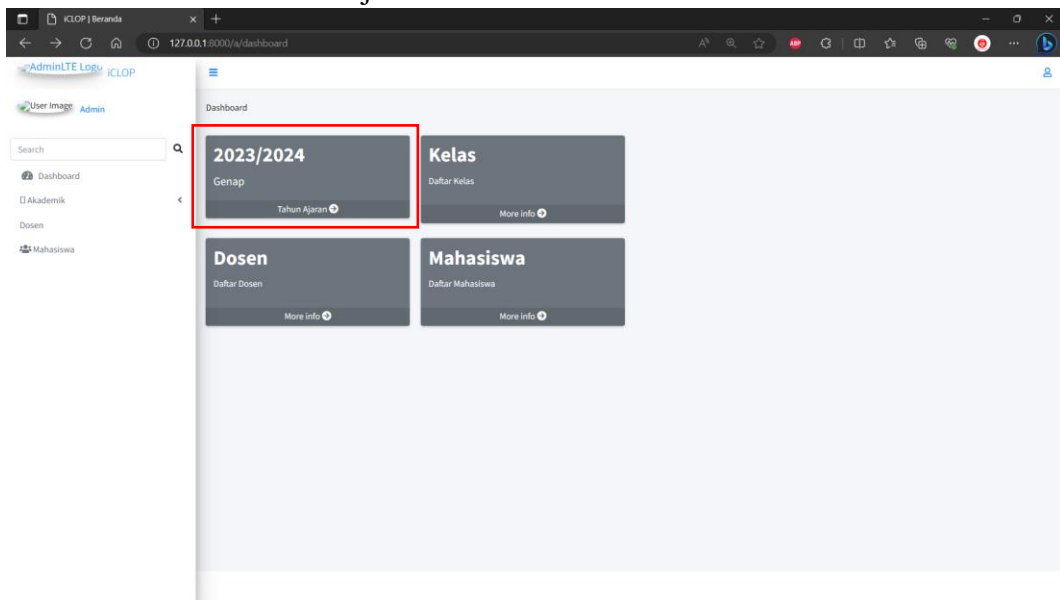 iCLOP | Beranda
127.0.0.1:8000/a/dashboard
AdminLTE Logo iCLOP
User Image Admin
Search
Dashboard
Akademik
Dosen
Mahasiswa
Dashboard
2023/2024
Genap
Tahun Ajaran
Kelas
Daftar Kelas
More info
Dosen
Daftar Dosen
More info
Mahasiswa
Daftar Mahasiswa
More info
ABP